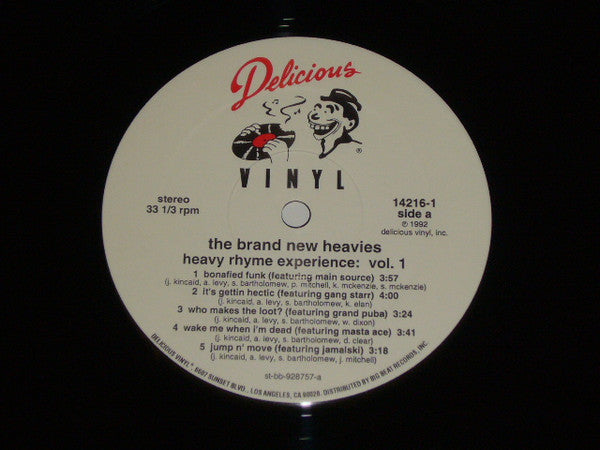 Delicious
®
VINYL
stereo
33 1/3 rpm
14216-1
side a
℗ 1992
delicious vinyl, inc.
the brand new heavies
heavy rhyme experience: vol. 1
1 bonafied funk (featuring main source) 3:57
(j. kincaid, a. levy, s. bartholomew, p. mitchell, k. mckenzie, s. mckenzie)
2 it's gettin hectic (featuring gang starr) 4:00
(j. kincaid, a. levy, s. bartholomew, k. elan)
3 who makes the loot? (featuring grand puba) 3:24
(j. kincaid, a. levy, s. bartholomew, w. dixon)
4 wake me when i'm dead (featuring masta ace) 3:41
(j. kincaid, a. levy, s. bartholomew, d. clear)
5 jump n' move (featuring jamalski) 3:18
(j. kincaid, a. levy, s. bartholomew, j. mitchell)
st-bb-928757-a
DELICIOUS VINYL®, 6607 SUNSET BLVD., LOS ANGELES, CA 90028. DISTRIBUTED BY BIG BEAT RECORDS, INC.